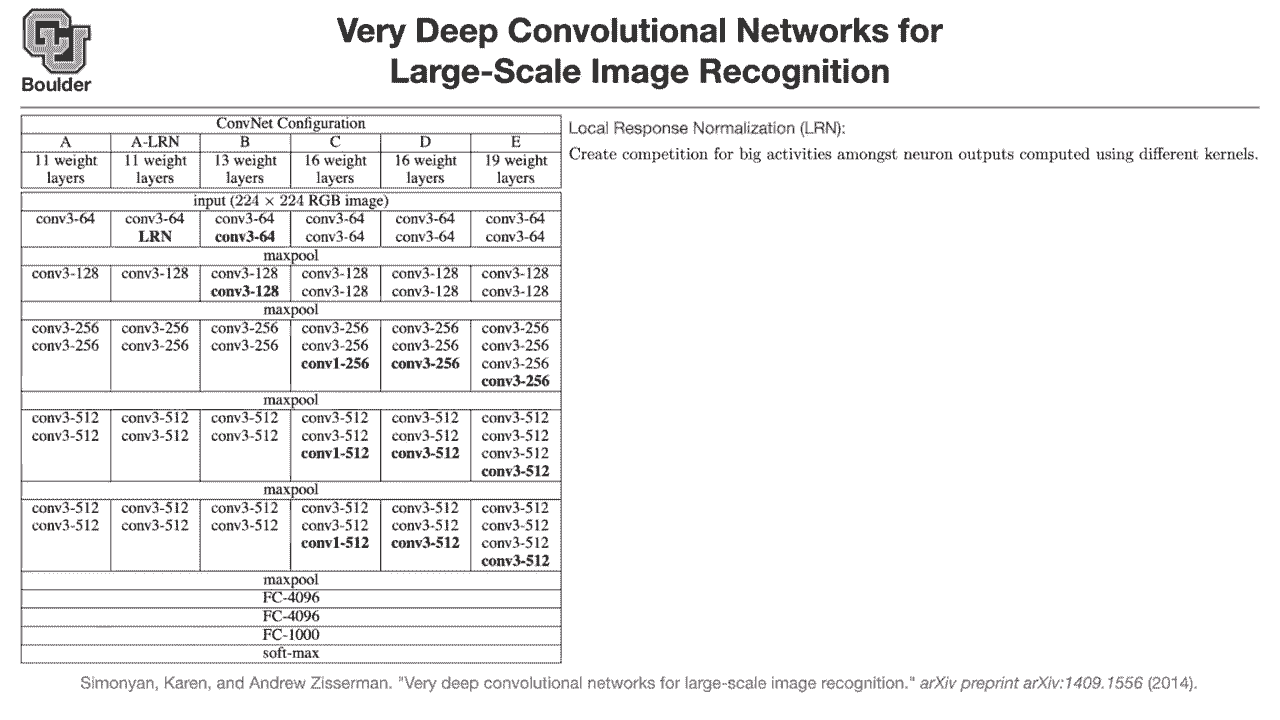 Boulder
Very Deep Convolutional Networks for
Large-Scale Image Recognition
ConvNet Configuration
A A-LRN B C D E
11 weight 11 weight 13 weight 16 weight 16 weight 19 weight
layers layers layers layers layers layers
input (224 × 224 RGB image)
conv3-64 conv3-64 conv3-64 conv3-64 conv3-64 conv3-64
LRN conv3-64 conv3-64 conv3-64 conv3-64
maxpool
conv3-128 conv3-128 conv3-128 conv3-128 conv3-128 conv3-128
conv3-128 conv3-128 conv3-128 conv3-128
maxpool
conv3-256 conv3-256 conv3-256 conv3-256 conv3-256 conv3-256
conv3-256 conv3-256 conv3-256 conv3-256 conv3-256 conv3-256
conv1-256 conv3-256 conv3-256
conv3-256
maxpool
conv3-512 conv3-512 conv3-512 conv3-512 conv3-512 conv3-512
conv3-512 conv3-512 conv3-512 conv3-512 conv3-512 conv3-512
conv1-512 conv3-512 conv3-512
conv3-512
maxpool
conv3-512 conv3-512 conv3-512 conv3-512 conv3-512 conv3-512
conv3-512 conv3-512 conv3-512 conv3-512 conv3-512 conv3-512
conv1-512 conv3-512 conv3-512
conv3-512
maxpool
FC-4096
FC-4096
FC-1000
soft-max
Local Response Normalization (LRN):
Create competition for big activities amongst neuron outputs computed using different kernels.
Simonyan, Karen, and Andrew Zisserman. "Very deep convolutional networks for large-scale image recognition." arXiv preprint arXiv:1409.1556 (2014).